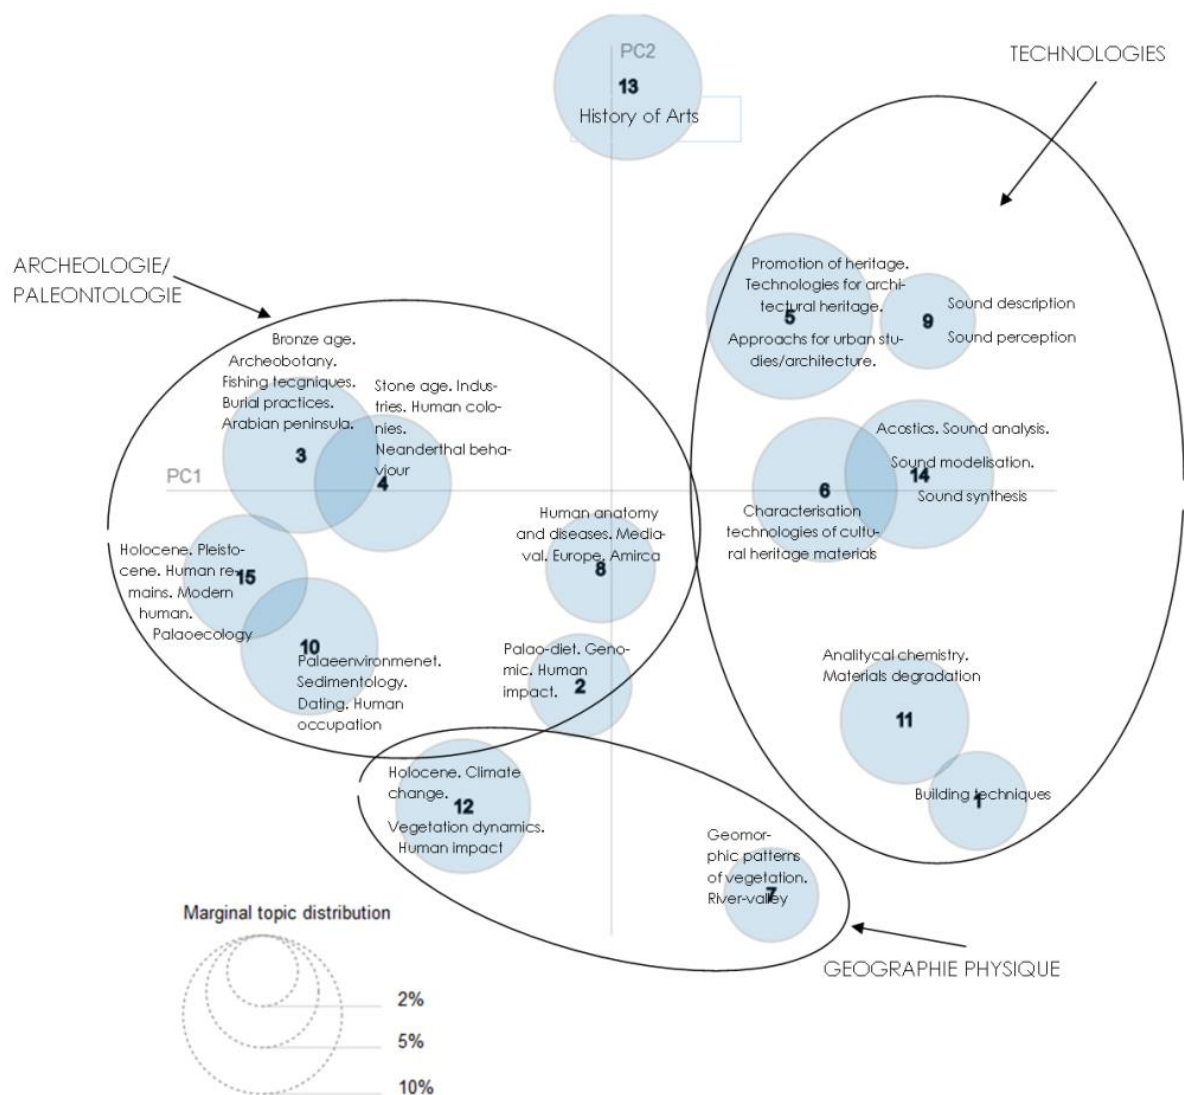 PC2
TECHNOLOGIES
13
History of Arts
ARCHEOLOGIE/
PALEONTOLOGIE
Promotion of heritage.
Technologies for archi-
tectural heritage.
5
Approachs for urban stu-
dies/architecture.
9
Sound description
Sound perception
Bronze age.
Archeobotany.
Fishing tecgniques.
Burial practices.
Arabian peninsula.
3
Stone age. Indus-
tries. Human colo-
nies.
Neanderthal beha-
viour
4
PC1
Acostics. Sound analysis.
Sound modelisation.
14
Sound synthesis
6
Characterisation
technologies of cultu-
ral heritage materials
Human anatomy
and diseases. Media-
val. Europe, Amirca
8
Holocene. Pleisto-
cene. Human re-
mains. Modern
human.
Palaoecology
15
10
Palaeenvironmenet.
Sedimentology.
Dating. Human
occupation
Palao-diet. Geno-
mic. Human
impact.
2
Analitycal chemistry.
Materials degradation
11
Building techniques
1
Holocene. Climate
change.
12
Vegetation dynamics.
Human impact
Geomor-
phic patterns
of vegetation.
River-valley
7
GEOGRAPHIE PHYSIQUE
Marginal topic distribution
2%
5%
10%